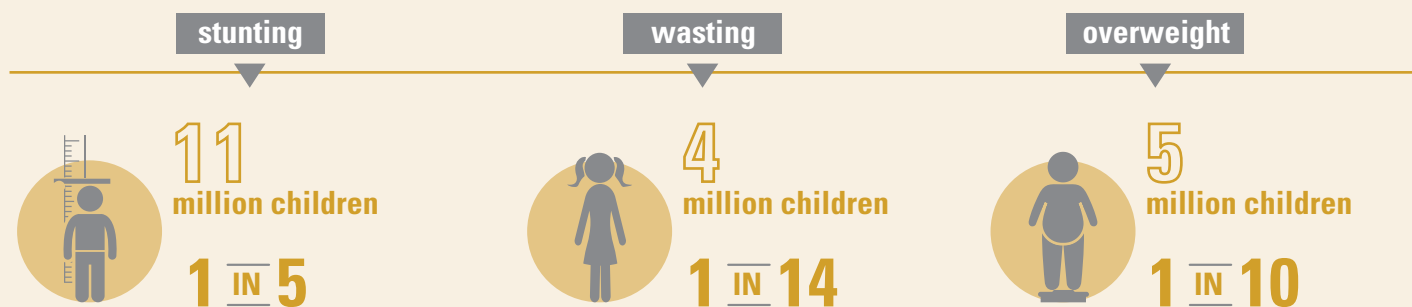 stunting
11
million children
1 IN 5
wasting
4
million children
1 IN 14
overweight
5
million children
1 IN 10